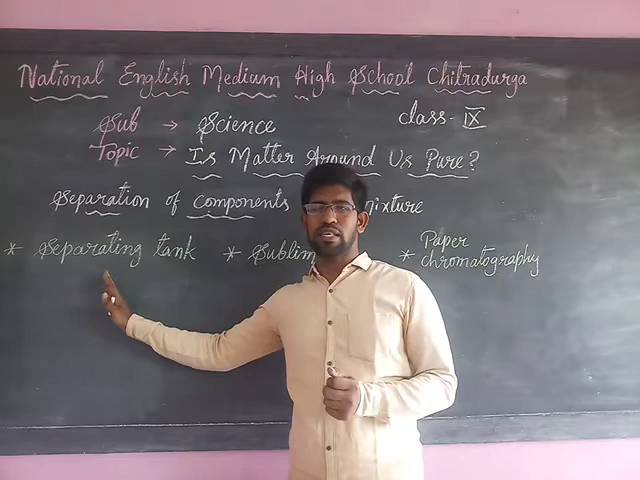 National English Medium High School Chitradurga
Sub → Science
class - IX
Topic → Is Matter Around Us Pure?
Separation of components mixture
* Separating tank * Sublim * Paper chromatography